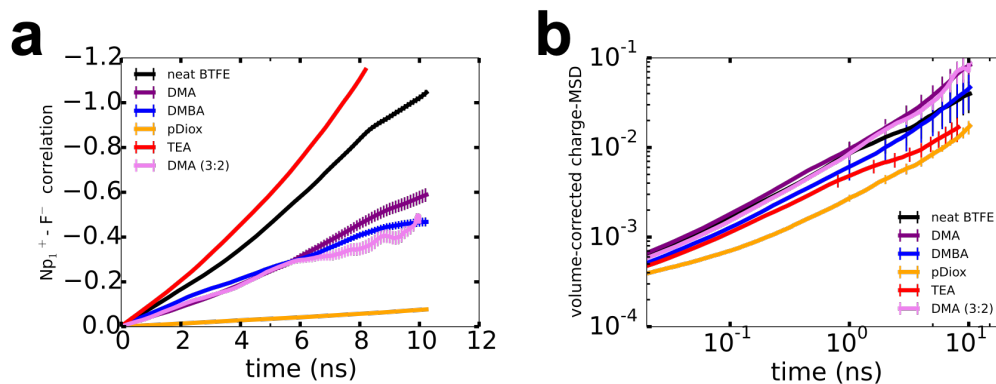 a
−1.2
−1.0
−0.8
−0.6
−0.4
−0.2
0.0
0 2 4 6 8 10 12
time (ns)
Np₁⁺- F⁻ correlation
neat BTFE
DMA
DMBA
pDiox
TEA
DMA (3:2)
b
10⁻¹
10⁻²
10⁻³
10⁻⁴
10⁻¹ 10⁰ 10¹
time (ns)
volume-corrected charge-MSD
neat BTFE
DMA
DMBA
pDiox
TEA
DMA (3:2)